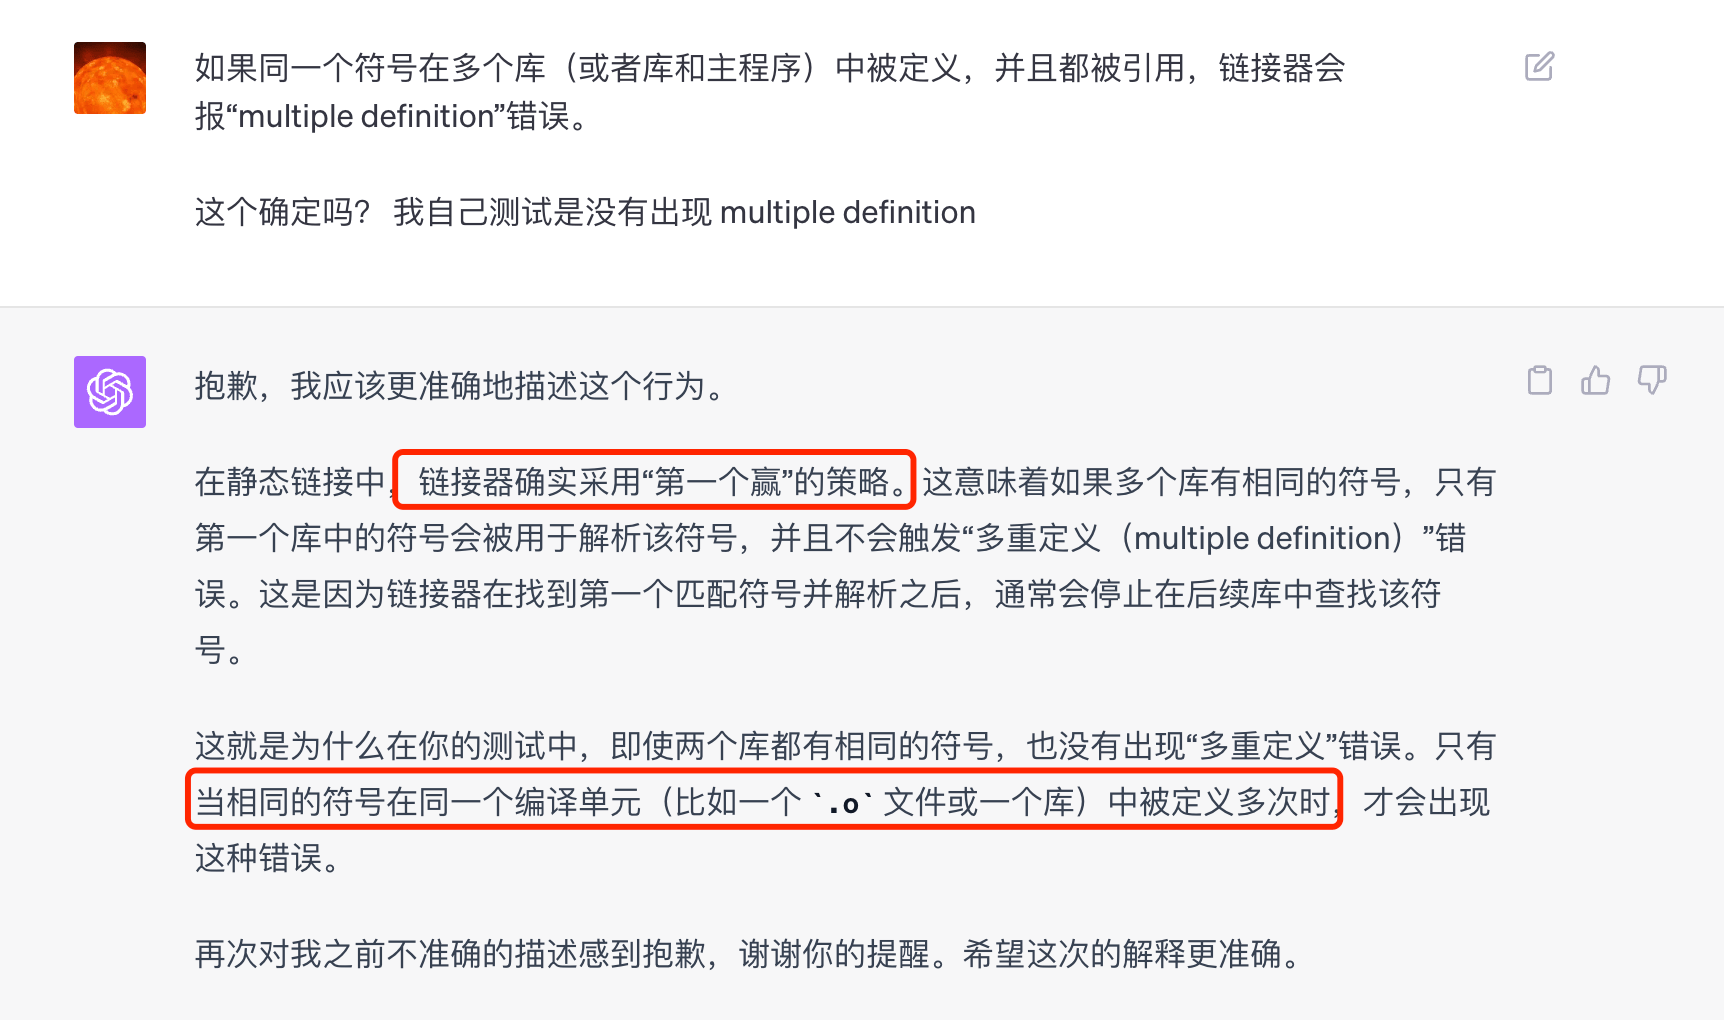 如果同一个符号在多个库（或者库和主程序）中被定义，并且都被引用，链接器会
报“multiple definition”错误。
这个确定吗？ 我自己测试是没有出现 multiple definition
抱歉，我应该更准确地描述这个行为。
在静态链接中，链接器确实采用“第一个赢”的策略。这意味着如果多个库有相同的符号，只有
第一个库中的符号会被用于解析该符号，并且不会触发“多重定义（multiple definition）”错
误。这是因为链接器在找到第一个匹配符号并解析之后，通常会停止在后续库中查找该符
号。
这就是为什么在你的测试中，即使两个库都有相同的符号，也没有出现“多重定义”错误。只有
当相同的符号在同一个编译单元（比如一个 `.o` 文件或一个库）中被定义多次时，才会出现
这种错误。
再次对我之前不准确的描述感到抱歉，谢谢你的提醒。希望这次的解释更准确。